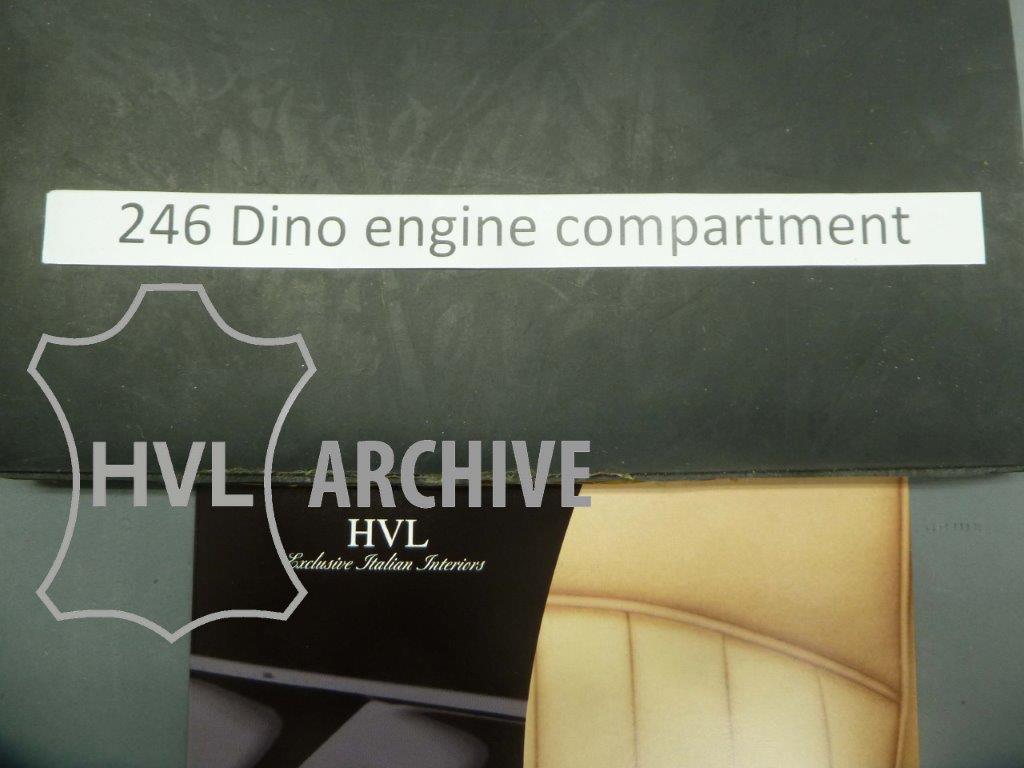 246 Dino engine compartment
HVL ARCHIVE
HVL
Exclusive Italian Interiors